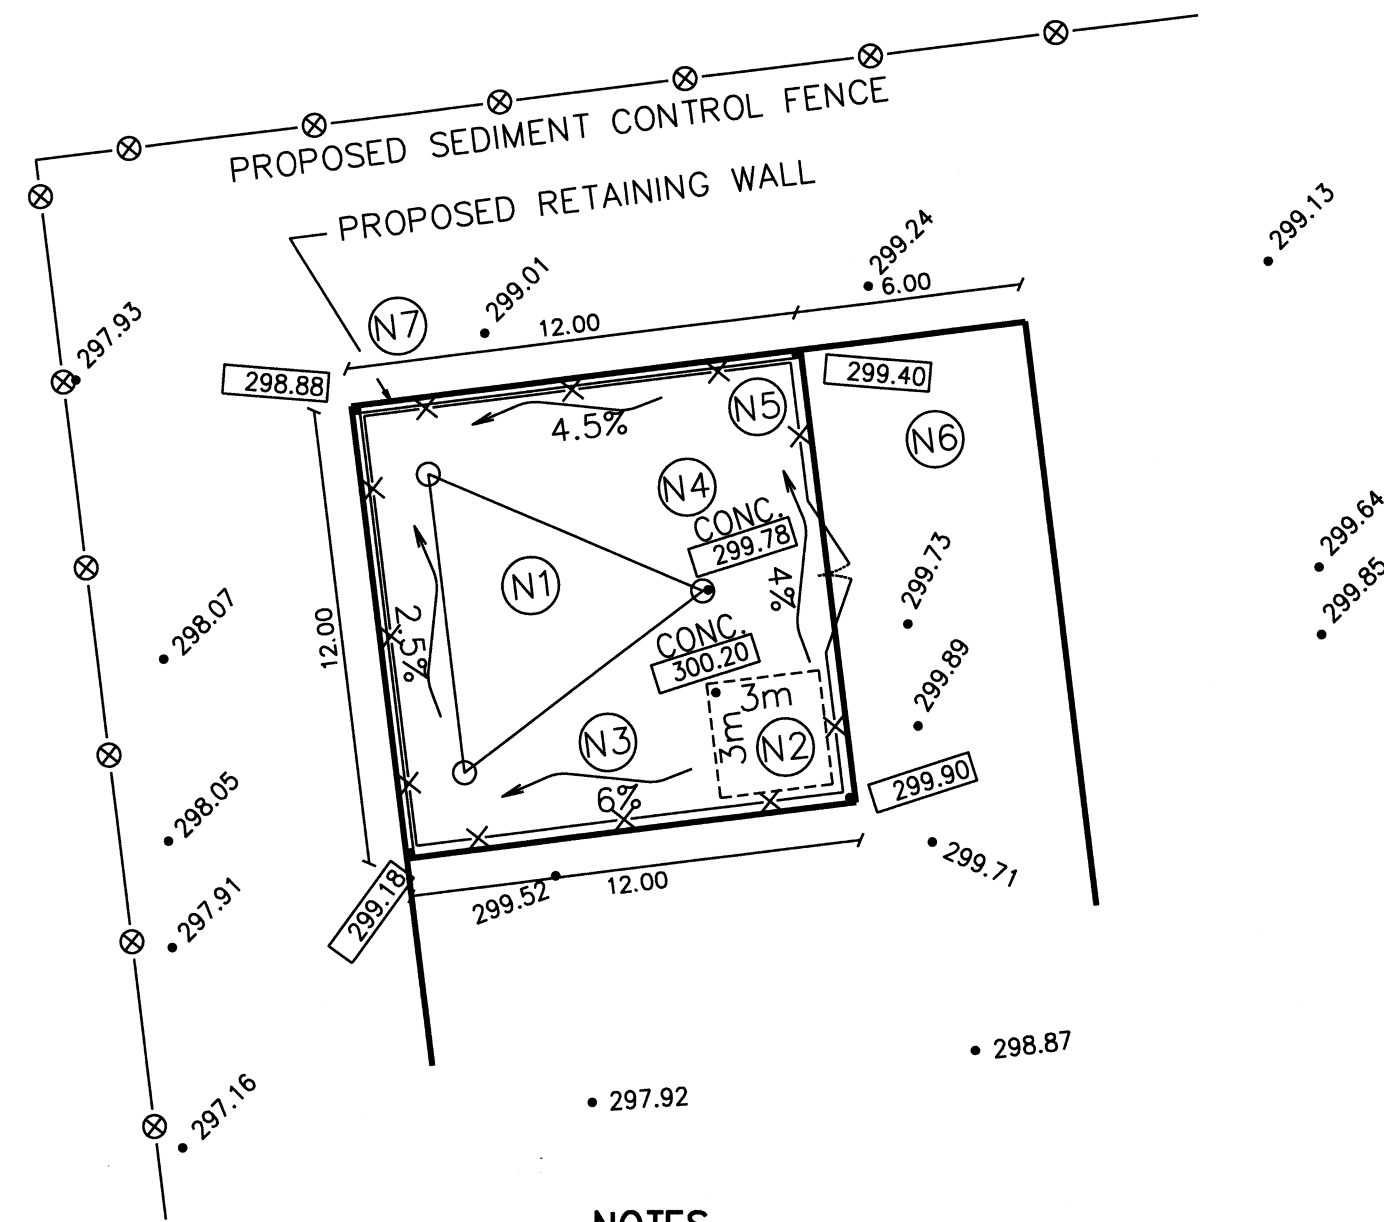 PROPOSED SEDIMENT CONTROL FENCE
PROPOSED RETAINING WALL
299.13
299.24
6.00
299.01
N7
12.00
297.93
298.88
299.40
N5
4.5%
N6
N4
CONC.
299.78
299.64
299.73
299.85
N1
4%
298.07
12.00
2.5%
CONC.
300.20
299.89
3m
3m
N3
N2
299.90
6%
298.05
299.71
299.52
12.00
299.18
297.91
298.87
297.92
297.16
NOTES